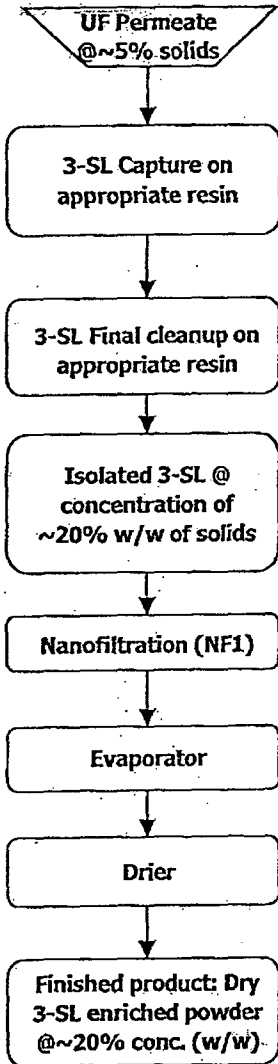 UF Permeate
@~5% solids
3-SL Capture on
appropriate resin
3-SL Final cleanup on
appropriate resin
Isolated 3-SL @
concentration of
~20% w/w of solids
Nanofiltration (NF1)
Evaporator
Drier
Finished product: Dry
3-SL enriched powder
@~20% conc. (w/w)